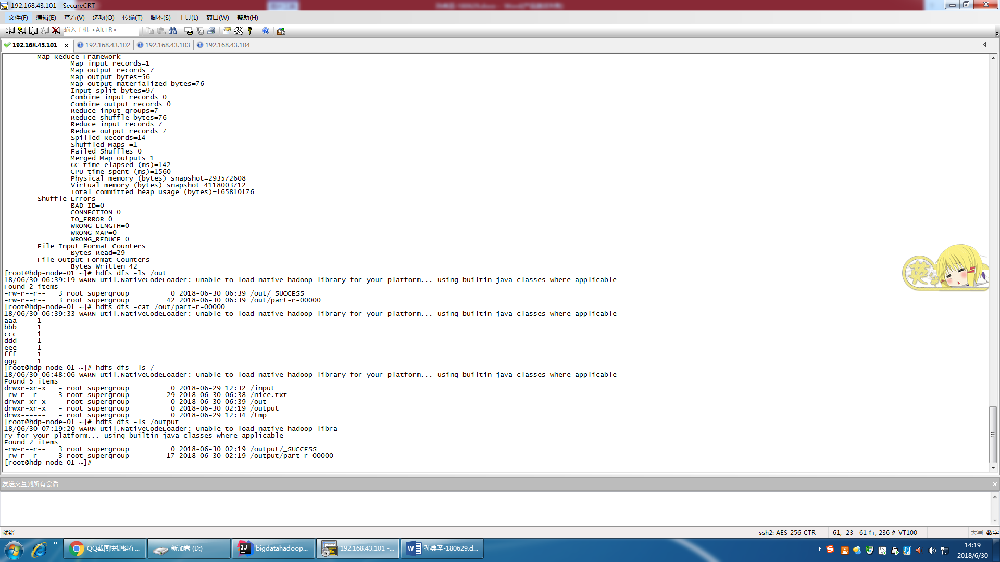 192.168.43.101 - SecureCRT
文件(F) 编辑(E) 查看(V) 选项(O) 传输(T) 脚本(S) 工具(L) 窗口(W) 帮助(H)
输入主机 <Alt+R>
192.168.43.101 192.168.43.102 192.168.43.103 192.168.43.104
Map-Reduce Framework
Map input records=1
Map output records=7
Map output bytes=56
Map output materialized bytes=76
Input split bytes=97
Combine input records=0
Combine output records=0
Reduce input groups=7
Reduce shuffle bytes=76
Reduce input records=7
Reduce output records=7
Spilled Records=14
Shuffled Maps =1
Failed Shuffles=0
Merged Map outputs=1
GC time elapsed (ms)=142
CPU time spent (ms)=1560
Physical memory (bytes) snapshot=293572608
Virtual memory (bytes) snapshot=4118003712
Total committed heap usage (bytes)=165810176
Shuffle Errors
BAD_ID=0
CONNECTION=0
IO_ERROR=0
WRONG_LENGTH=0
WRONG_MAP=0
WRONG_REDUCE=0
File Input Format Counters
Bytes Read=29
File Output Format Counters
Bytes Written=42
[root@hdp-node-01 ~]# hdfs dfs -ls /out
18/06/30 06:39:19 WARN util.NativeCodeLoader: Unable to load native-hadoop library for your platform... using builtin-java classes where applicable
Found 2 items
-rw-r--r-- 3 root supergroup 0 2018-06-30 06:39 /out/_SUCCESS
-rw-r--r-- 3 root supergroup 42 2018-06-30 06:39 /out/part-r-00000
[root@hdp-node-01 ~]# hdfs dfs -cat /out/part-r-00000
18/06/30 06:39:33 WARN util.NativeCodeLoader: Unable to load native-hadoop library for your platform... using builtin-java classes where applicable
aaa 1
bbb 1
ccc 1
ddd 1
eee 1
fff 1
ggg 1
[root@hdp-node-01 ~]# hdfs dfs -ls /
18/06/30 06:48:06 WARN util.NativeCodeLoader: Unable to load native-hadoop library for your platform... using builtin-java classes where applicable
Found 5 items
drwxr-xr-x - root supergroup 0 2018-06-29 12:32 /input
-rw-r--r-- 3 root supergroup 29 2018-06-30 06:38 /nice.txt
drwxr-xr-x - root supergroup 0 2018-06-30 06:39 /out
drwxr-xr-x - root supergroup 0 2018-06-30 02:19 /output
drwx------ - root supergroup 0 2018-06-29 12:34 /tmp
[root@hdp-node-01 ~]# hdfs dfs -ls /output
18/06/30 07:19:20 WARN util.NativeCodeLoader: Unable to load native-hadoop libra
ry for your platform... using builtin-java classes where applicable
Found 2 items
-rw-r--r-- 3 root supergroup 0 2018-06-30 02:19 /output/_SUCCESS
-rw-r--r-- 3 root supergroup 17 2018-06-30 02:19 /output/part-r-00000
[root@hdp-node-01 ~]#
英
发送交互到所有会话
就绪 ssh2: AES-256-CTR 61, 23 61 行, 236 列 VT100 大写 数字
QQ截图快捷键在... 新加卷 (D:) bigdatahadoop... 192.168.43.101 -... 孙典圣-180629.d... CH 14:19
2018/6/30